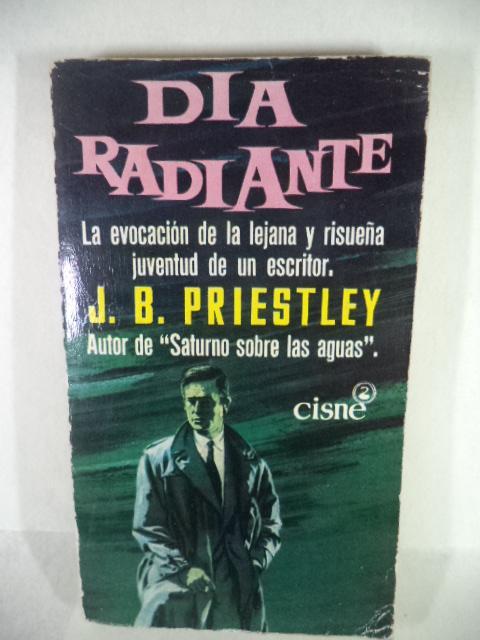 DIA
RADIANTE
La evocación de la lejana y risueña
juventud de un escritor.
J. B. PRIESTLEY
Autor de "Saturno sobre las aguas".
2
cisne